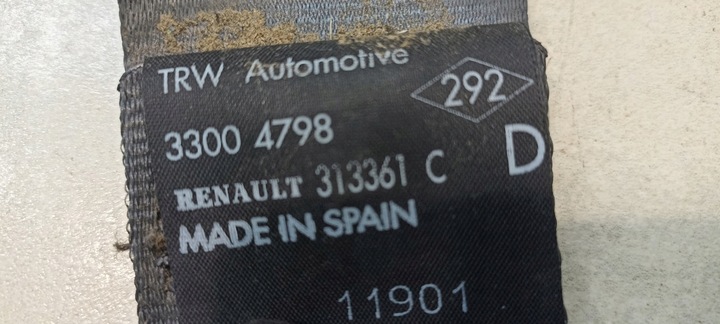 TRW Automotive
292
3300 4798
D
RENAULT 313361 C
MADE IN SPAIN
11901